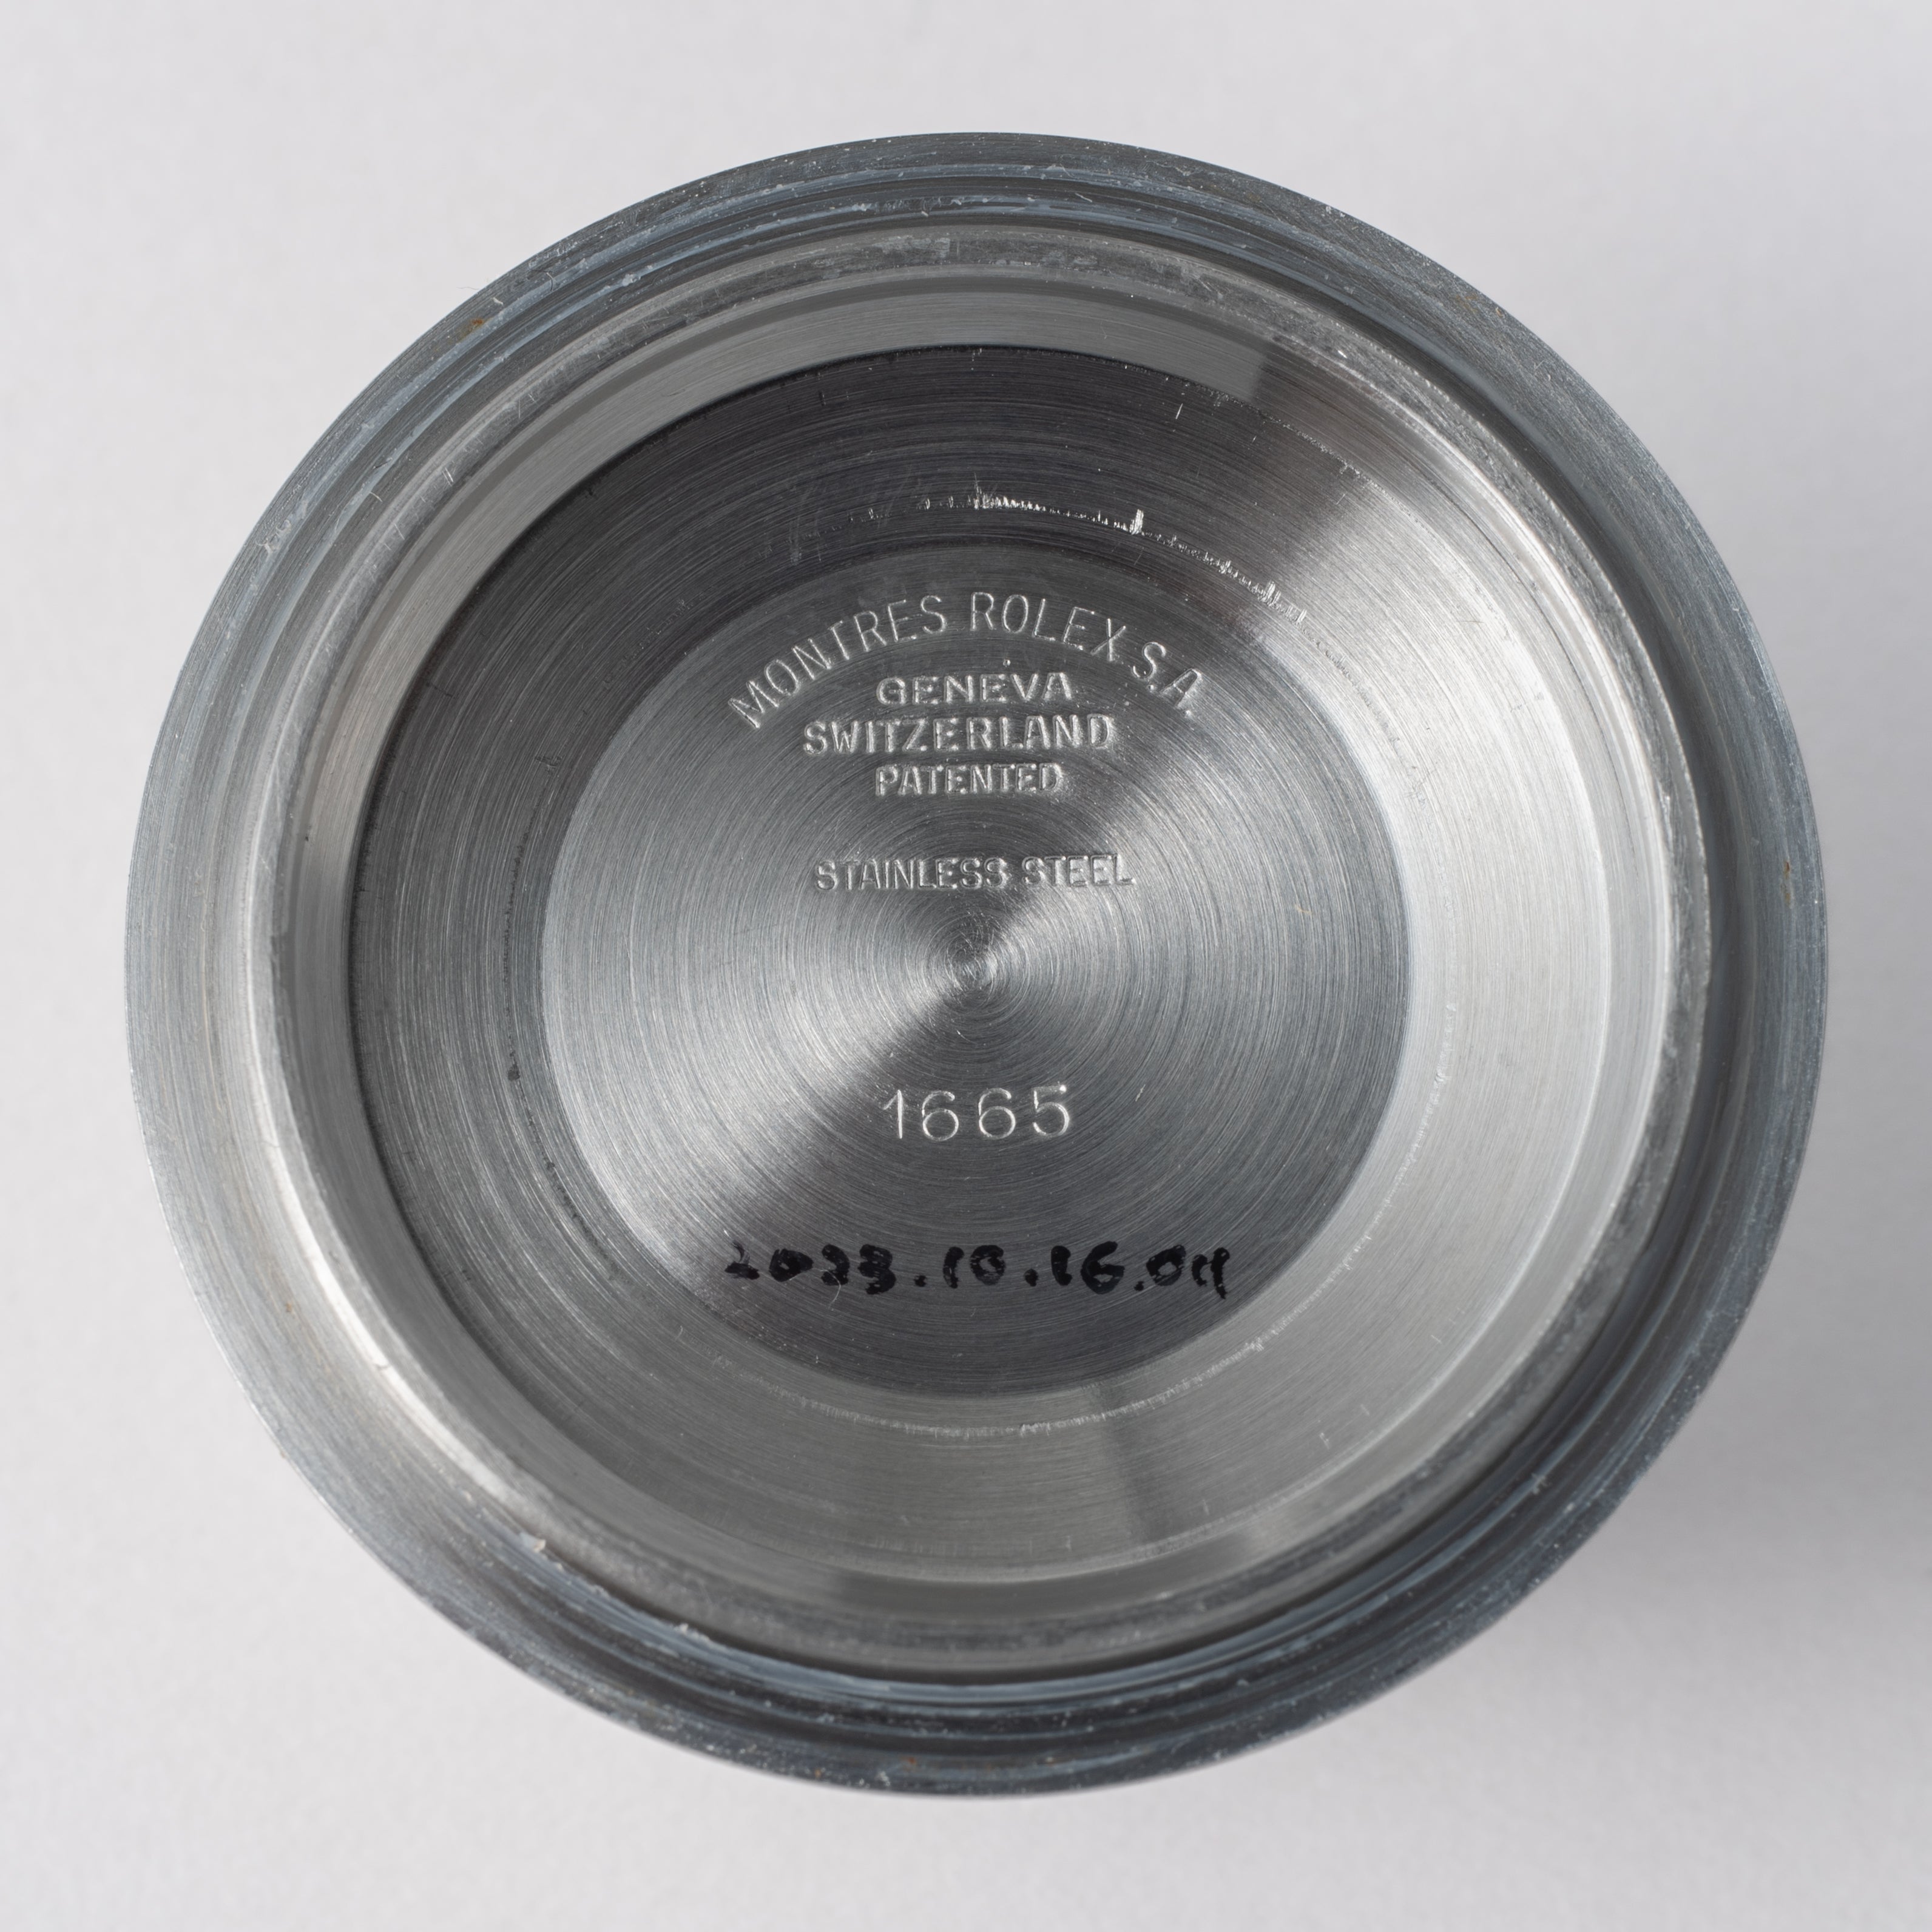 MONTRES ROLEX S.A.
GENEVA
SWITZERLAND
PATENTED
STAINLESS STEEL
1665
2023.10.16.04